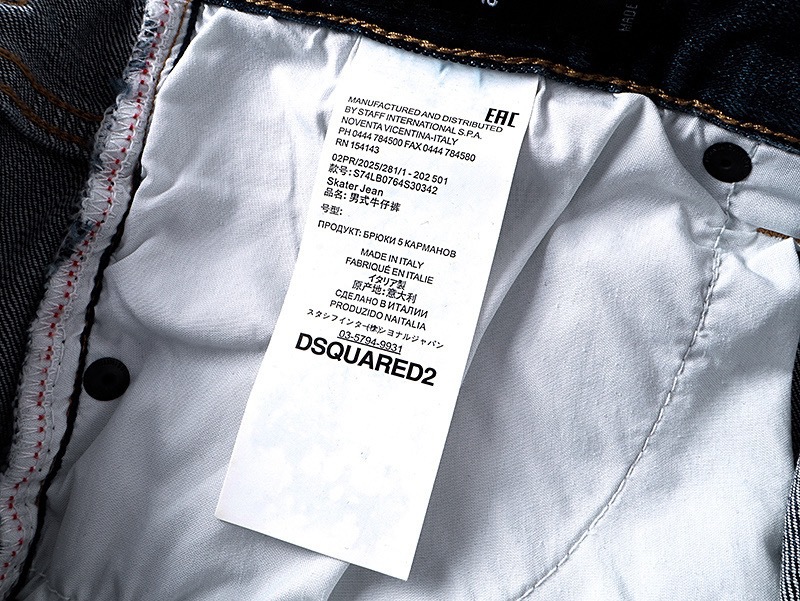 MADE
MANUFACTURED AND DISTRIBUTED
BY STAFF INTERNATIONAL S.P.A.
EAC
NOVENTA VICENTINA-ITALY
PH 0444 784500 FAX 0444 784580
RN 154143
02PR/2025/281/1 - 202 501
款号: S74LB0764S30342
Skater Jean
品名: 男式牛仔裤
号型:
ПРОДУКТ: БРЮКИ 5 КАРМАНОВ
MADE IN ITALY
FABRIQUÉ EN ITALIE
イタリア製
原产地: 意大利
СДЕЛАНО В ИТАЛИИ
PRODUZIDO NAITALIA
スタッフインター(株)ショナルジャパン
03-5794-9931
DSQUARED2